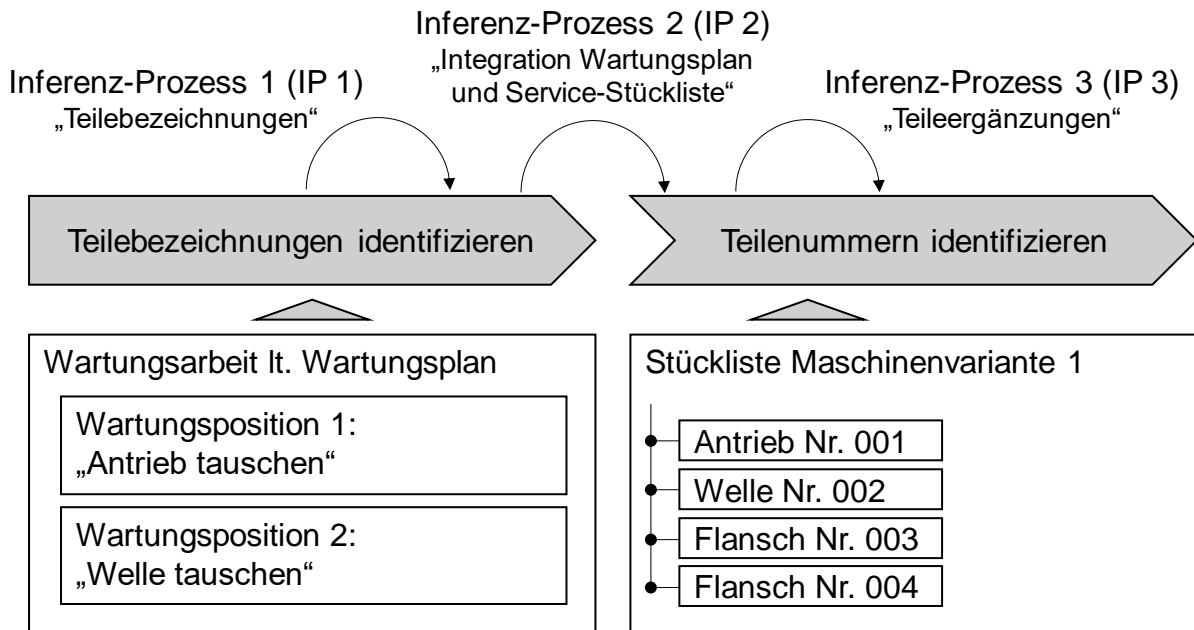 Inferenz-Prozess 1 (IP 1)
„Teilebezeichnungen“
Inferenz-Prozess 2 (IP 2)
„Integration Wartungsplan
und Service-Stückliste“
Inferenz-Prozess 3 (IP 3)
„Teileergänzungen“
Teilebezeichnungen identifizieren
Teilenummern identifizieren
Wartungsarbeit lt. Wartungsplan
Wartungsposition 1:
„Antrieb tauschen“
Wartungsposition 2:
„Welle tauschen“
Stückliste Maschinenvariante 1
Antrieb Nr. 001
Welle Nr. 002
Flansch Nr. 003
Flansch Nr. 004